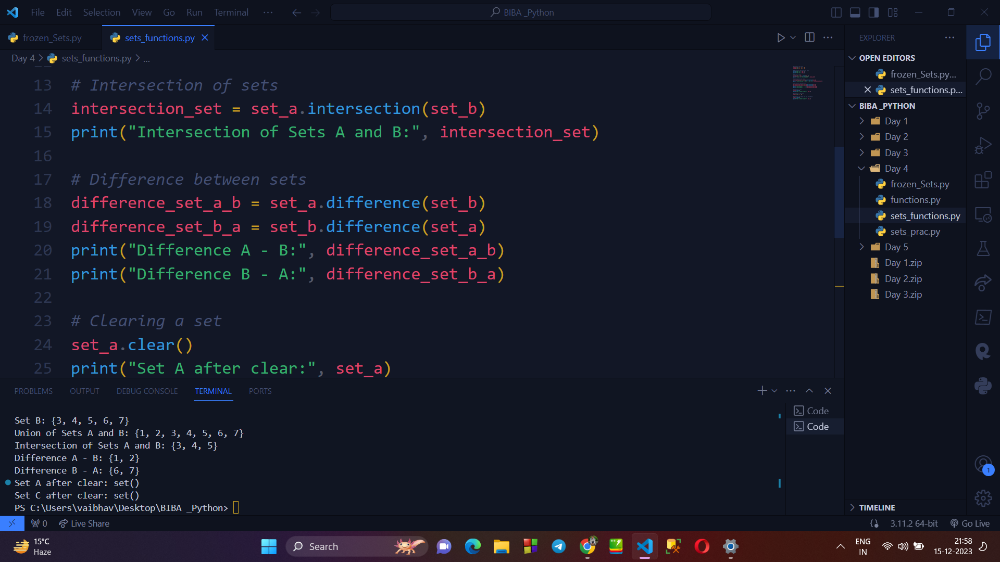 File Edit Selection View Go Run Terminal ...
BIBA _Python
frozen_Sets.py
sets_functions.py
Day 4 > sets_functions.py > ...
13 # Intersection of sets
14 intersection_set = set_a.intersection(set_b)
15 print("Intersection of Sets A and B:", intersection_set)
16
17 # Difference between sets
18 difference_set_a_b = set_a.difference(set_b)
19 difference_set_b_a = set_b.difference(set_a)
20 print("Difference A - B:", difference_set_a_b)
21 print("Difference B - A:", difference_set_b_a)
22
23 # Clearing a set
24 set_a.clear()
25 print("Set A after clear:", set_a)
PROBLEMS OUTPUT DEBUG CONSOLE TERMINAL PORTS
Set B: {3, 4, 5, 6, 7}
Union of Sets A and B: {1, 2, 3, 4, 5, 6, 7}
Intersection of Sets A and B: {3, 4, 5}
Difference A - B: {1, 2}
Difference B - A: {6, 7}
Set A after clear: set()
Set C after clear: set()
PS C:\Users\vaibhav\Desktop\BIBA _Python>
Code
Code
EXPLORER
OPEN EDITORS
frozen_Sets.py...
sets_functions.p...
BIBA _PYTHON
Day 1
Day 2
Day 3
Day 4
frozen_Sets.py
functions.py
sets_functions.py
sets_prac.py
Day 5
Day 1.zip
Day 2.zip
Day 3.zip
TIMELINE
1
0 Live Share
3.11.2 64-bit Go Live
15°C
Haze
Search
ENG
IN
21:58
15-12-2023